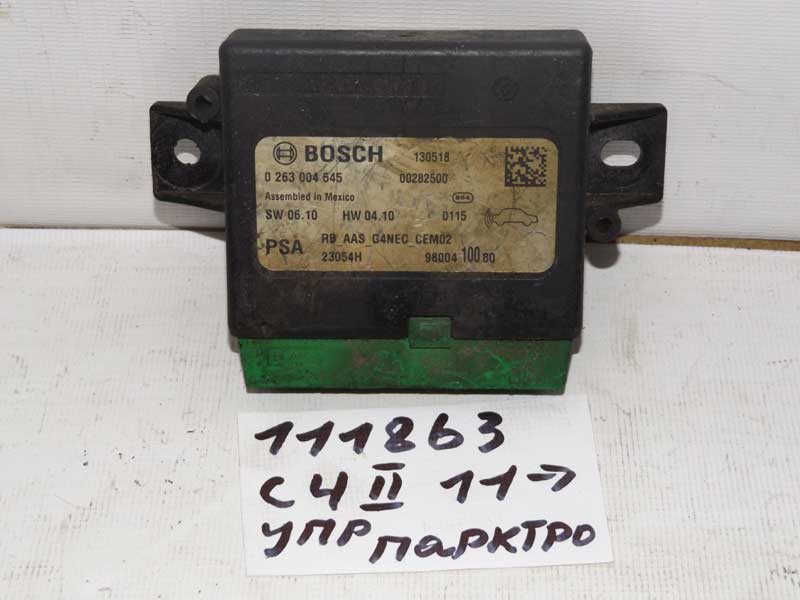 BOSCH 130518
0 263 004 545 00282500
Assembled in Mexico
SW 06.10 HW 04.10 0115
PSA RB_AAS_C4NEC_CEM02
23054H 98004 100 80
111863
C4 II 11→
УПР ПАРКТРО